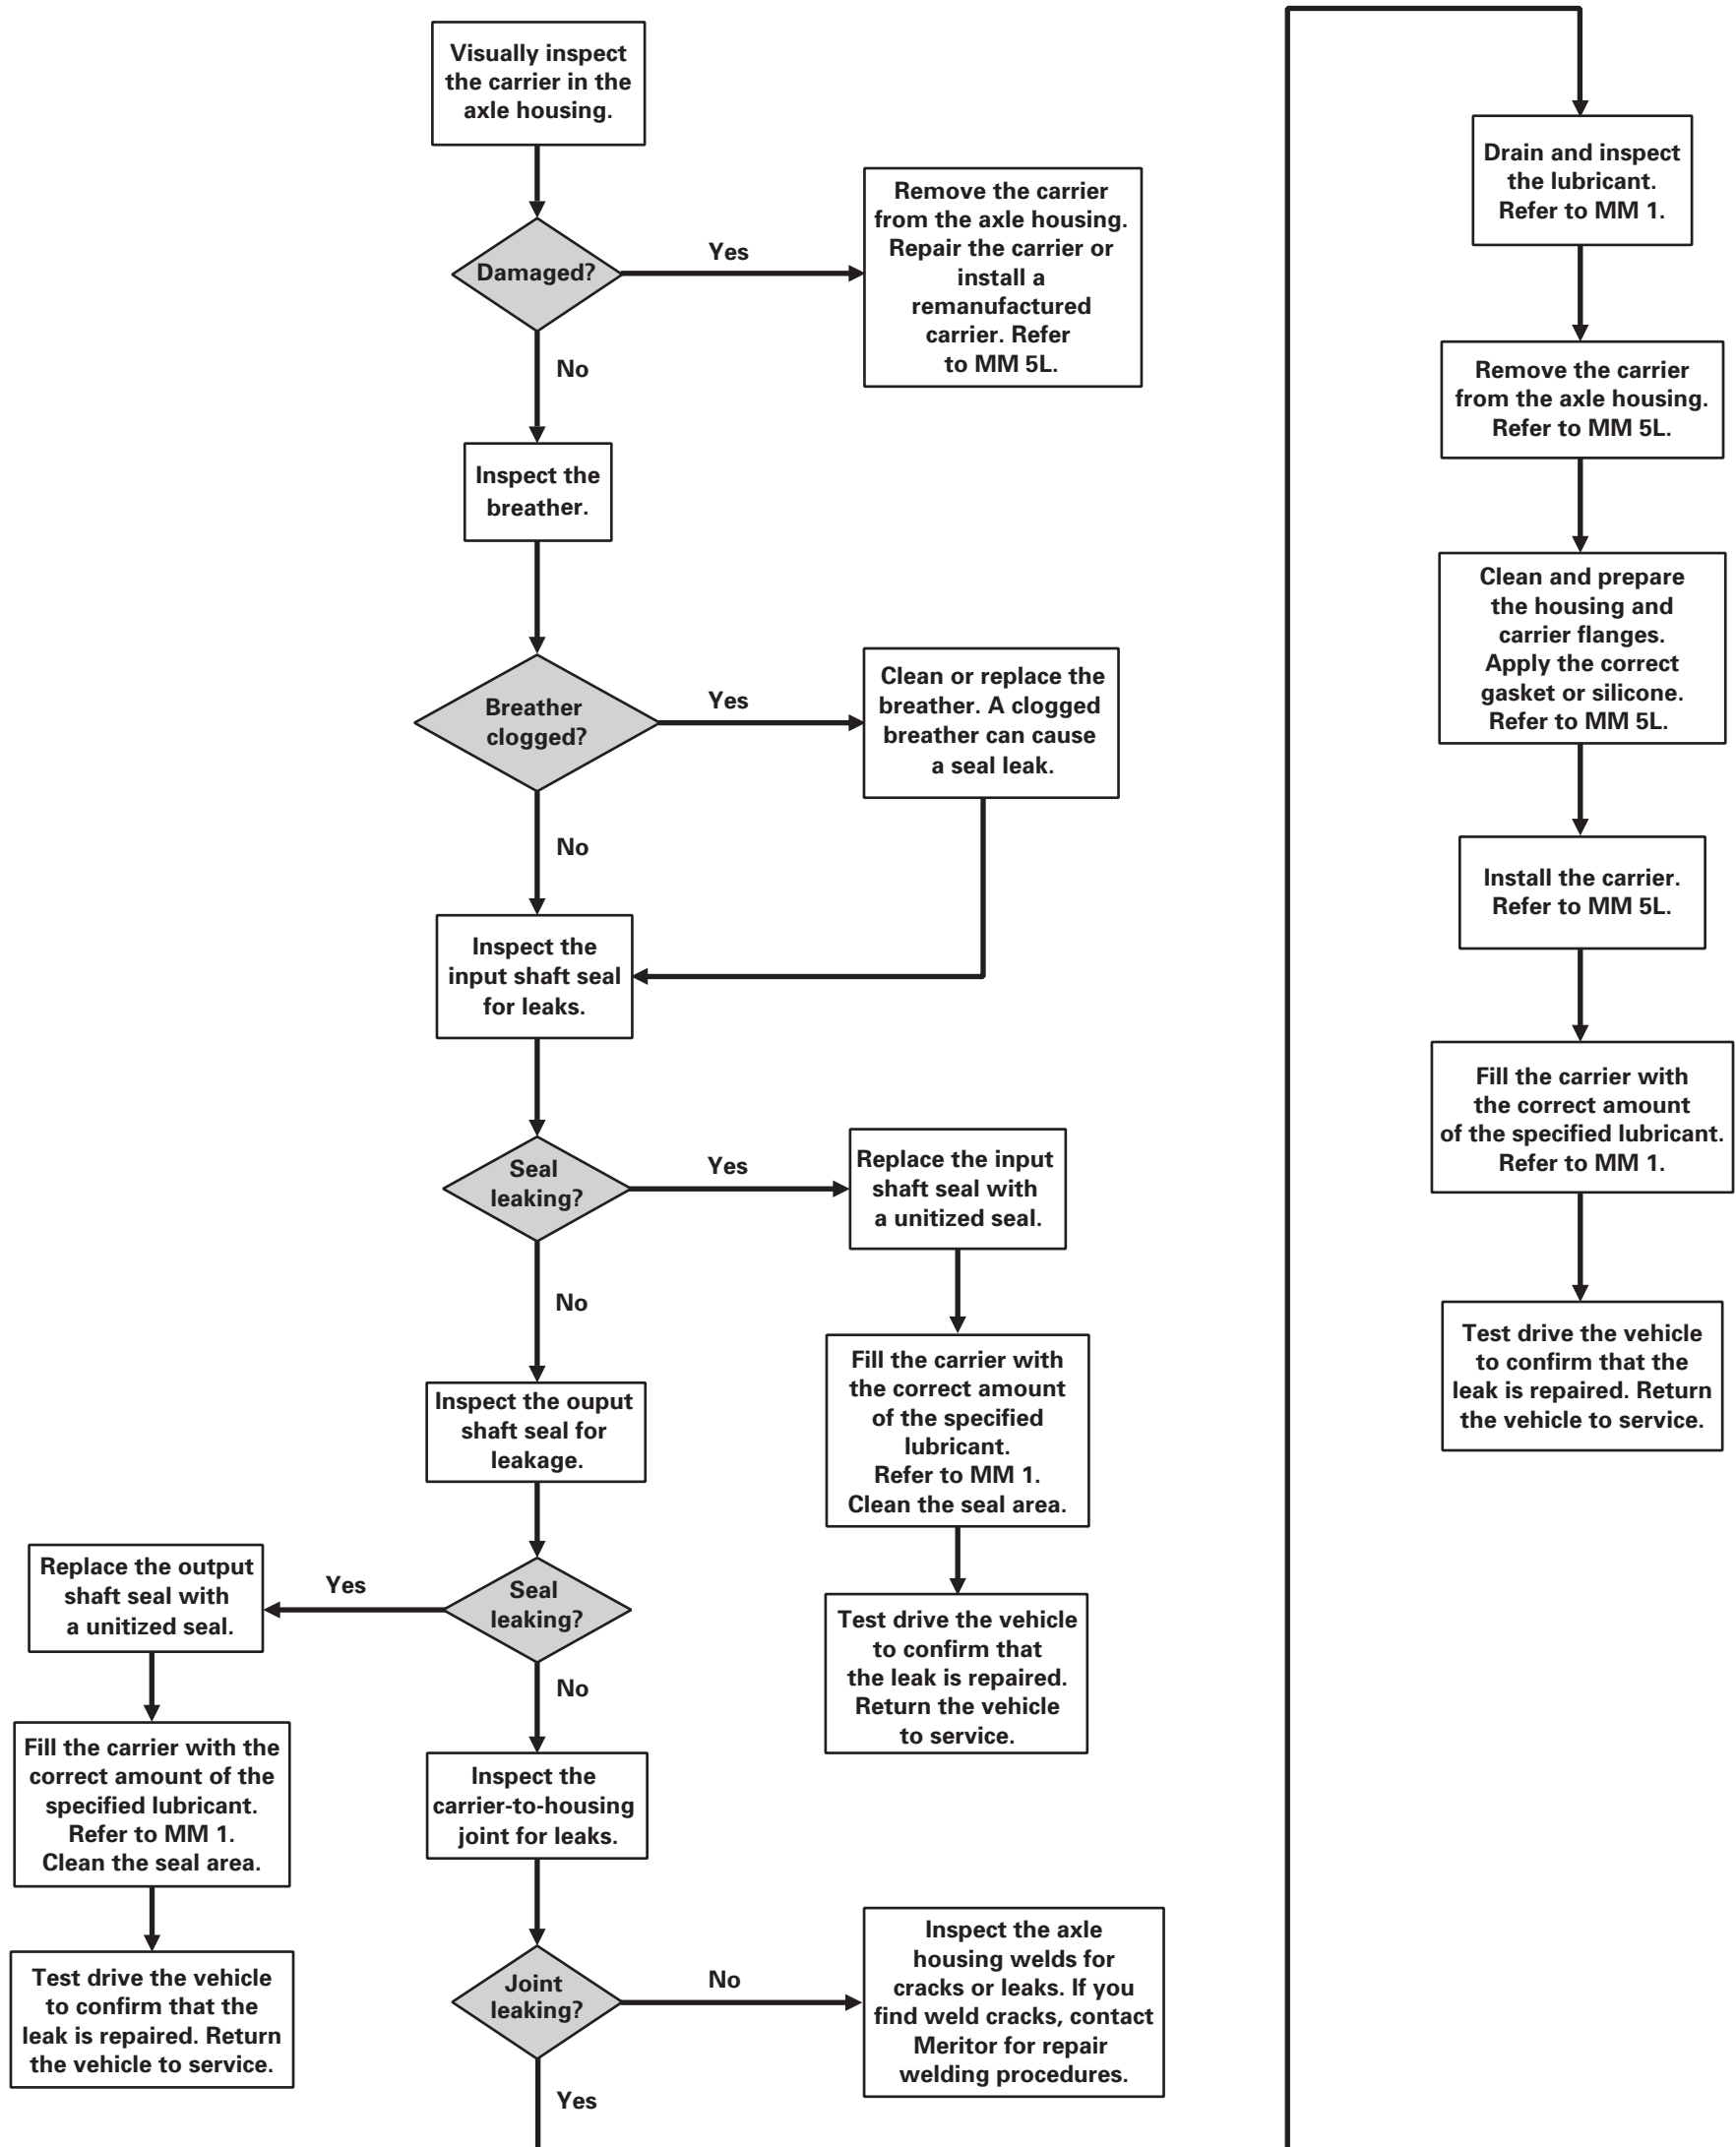 Visually inspect
the carrier in the
axle housing.
Damaged?
Yes
Remove the carrier
from the axle housing.
Repair the carrier or
install a
remanufactured
carrier. Refer
to MM 5L.
No
Inspect the
breather.
Breather
clogged?
Yes
Clean or replace the
breather. A clogged
breather can cause
a seal leak.
No
Inspect the
input shaft seal
for leaks.
Seal
leaking?
Yes
Replace the input
shaft seal with
a unitized seal.
Fill the carrier with
the correct amount
of the specified
lubricant.
Refer to MM 1.
Clean the seal area.
Test drive the vehicle
to confirm that
the leak is repaired.
Return the vehicle
to service.
No
Inspect the ouput
shaft seal for
leakage.
Seal
leaking?
Yes
Replace the output
shaft seal with
a unitized seal.
Fill the carrier with the
correct amount of the
specified lubricant.
Refer to MM 1.
Clean the seal area.
Test drive the vehicle
to confirm that the
leak is repaired. Return
the vehicle to service.
No
Inspect the
carrier-to-housing
joint for leaks.
Joint
leaking?
No
Inspect the axle
housing welds for
cracks or leaks. If you
find weld cracks, contact
Meritor for repair
welding procedures.
Yes
Drain and inspect
the lubricant.
Refer to MM 1.
Remove the carrier
from the axle housing.
Refer to MM 5L.
Clean and prepare
the housing and
carrier flanges.
Apply the correct
gasket or silicone.
Refer to MM 5L.
Install the carrier.
Refer to MM 5L.
Fill the carrier with
the correct amount
of the specified lubricant.
Refer to MM 1.
Test drive the vehicle
to confirm that the
leak is repaired. Return
the vehicle to service.